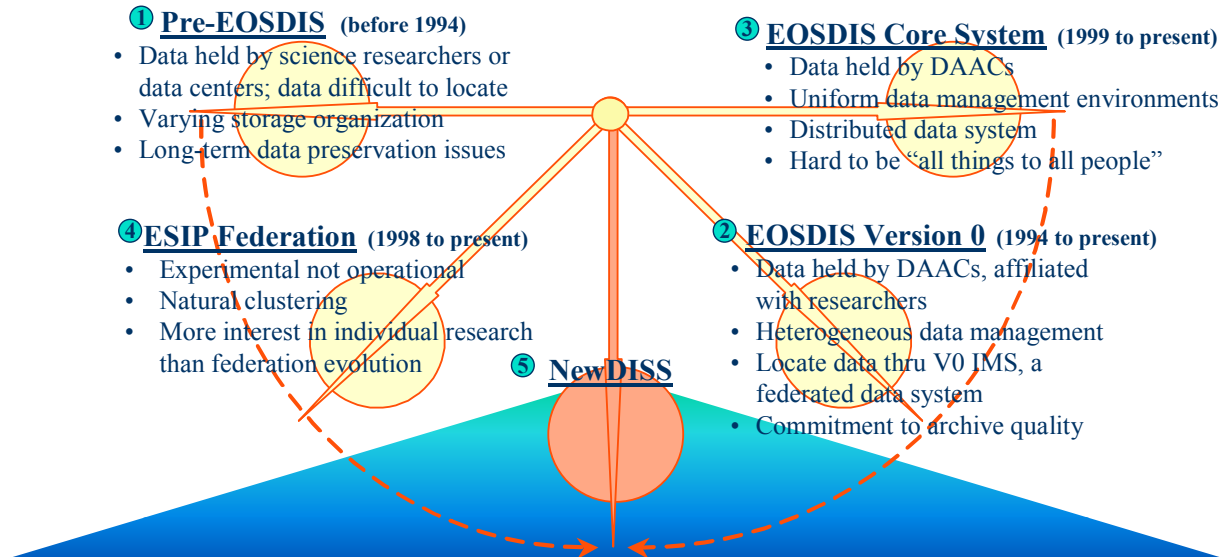 1 Pre-EOSDIS (before 1994)
• Data held by science researchers or
data centers; data difficult to locate
• Varying storage organization
• Long-term data preservation issues
3 EOSDIS Core System (1999 to present)
• Data held by DAACs
• Uniform data management environments
• Distributed data system
• Hard to be “all things to all people”
4 ESIP Federation (1998 to present)
• Experimental not operational
• Natural clustering
• More interest in individual research
than federation evolution
2 EOSDIS Version 0 (1994 to present)
• Data held by DAACs, affiliated
with researchers
• Heterogeneous data management
• Locate data thru V0 IMS, a
federated data system
• Commitment to archive quality
5 NewDISS